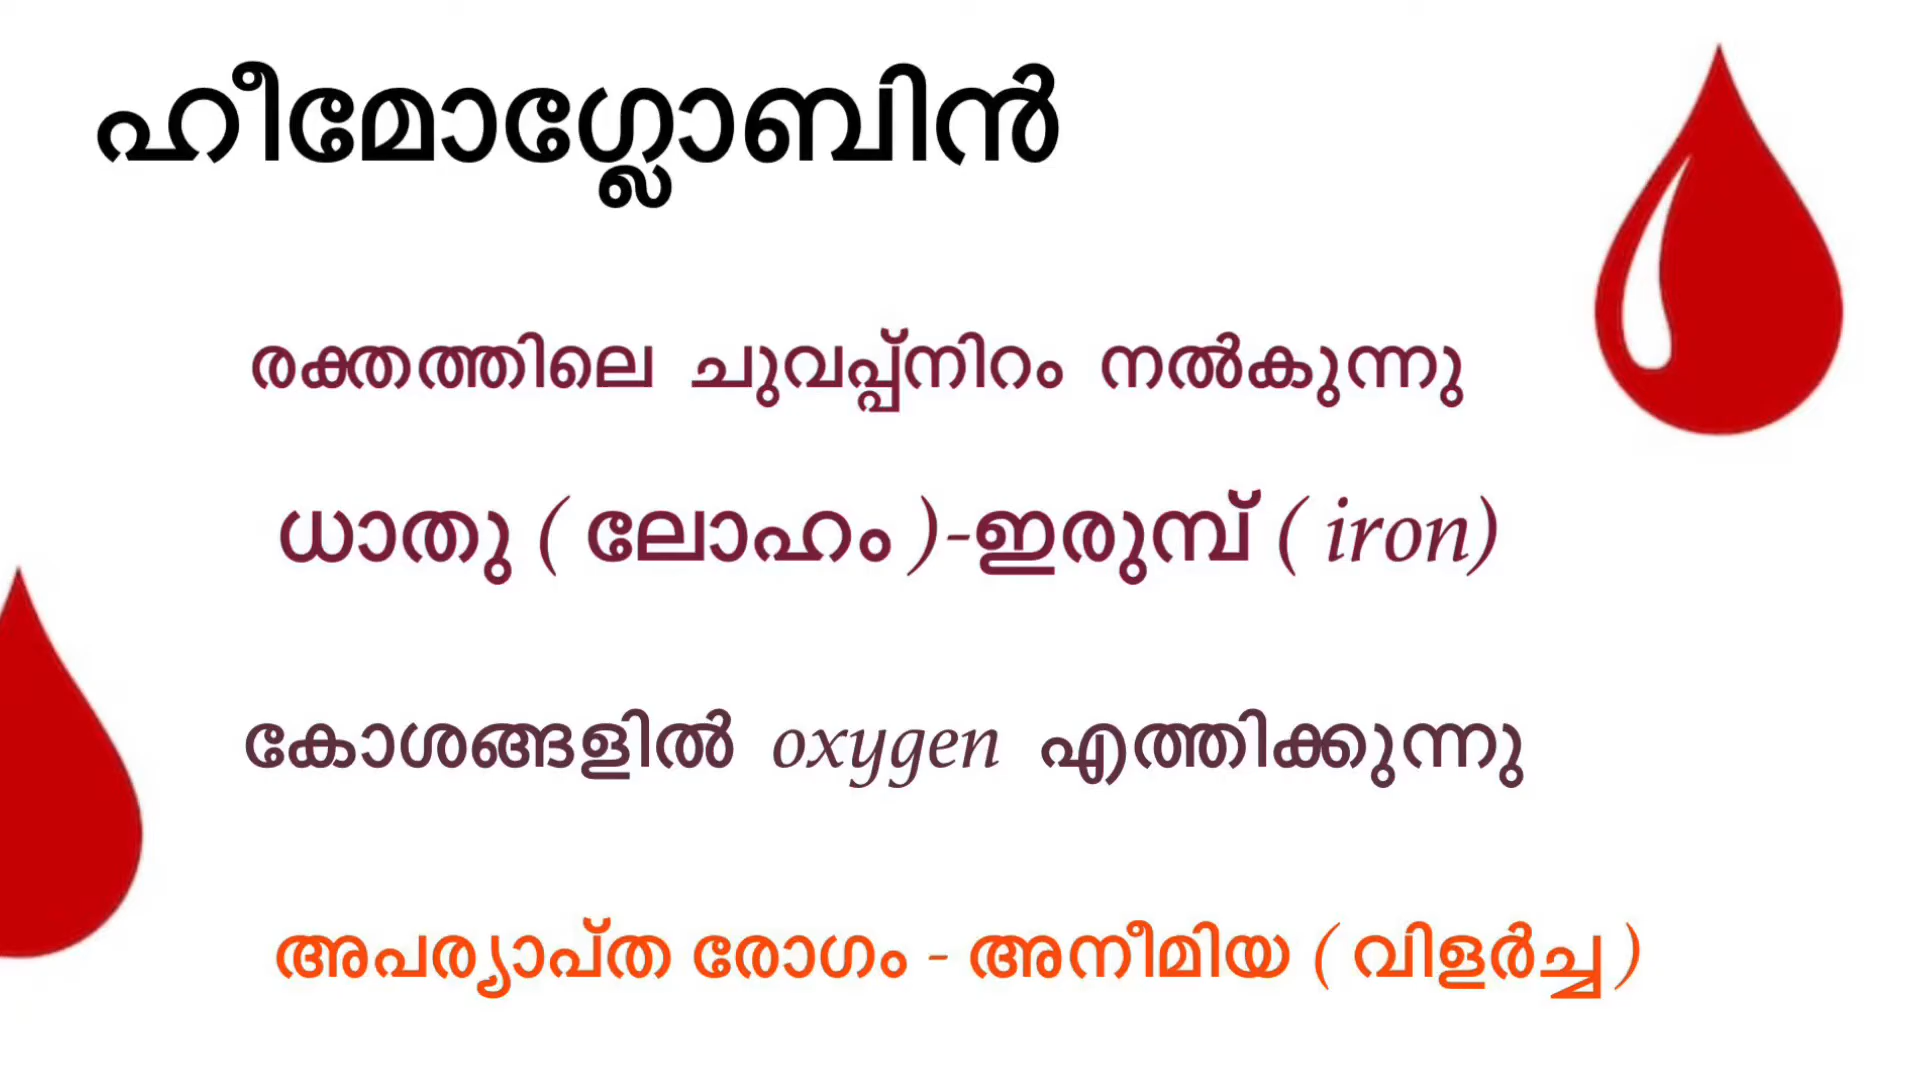 ഹീമോഗ്ലോബിൻ
രക്തത്തിലെ ചുവപ്പ്നിറം നൽകുന്നു
ധാതു ( ലോഹം )-ഇരുമ്പ് ( iron)
കോശങ്ങളിൽ oxygen എത്തിക്കുന്നു
അപര്യാപ്ത രോഗം - അനീമിയ ( വിളർച്ച )